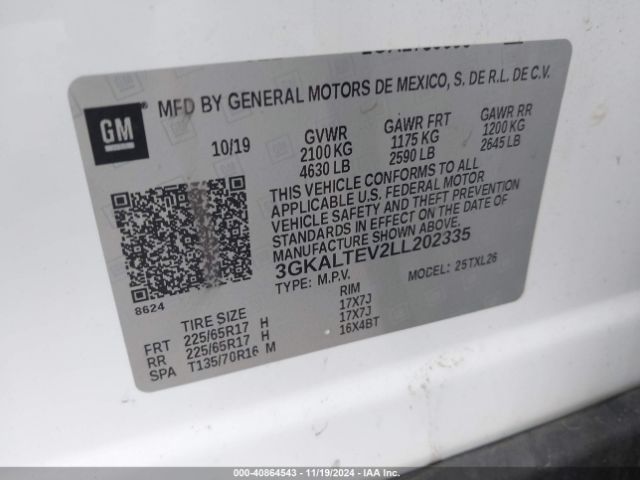 GM
MFD BY GENERAL MOTORS DE MEXICO, S. DE R.L. DE C.V.
10/19 GVWR GAWR FRT GAWR RR
2100 KG 1175 KG 1200 KG
4630 LB 2590 LB 2645 LB
THIS VEHICLE CONFORMS TO ALL
APPLICABLE U.S. FEDERAL MOTOR
VEHICLE SAFETY AND THEFT PREVENTION
STANDARDS IN EFFECT ON THE DATE OF
MANUFACTURE SHOWN ABOVE.
3GKALTEV2LL202335
TYPE: M.P.V. MODEL: 25TXL26
8624
TIRE SIZE RIM
FRT 225/65R17 H 17X7J
RR 225/65R17 H 17X7J
SPA T135/70R16 M 16X4BT
000-40864543 - 11/19/2024 - IAA Inc.